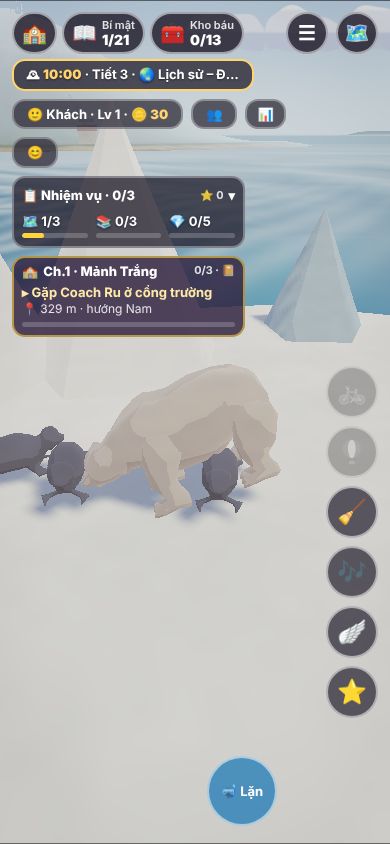 Bí mật
1/21
Kho báu
0/13
10:00 · Tiết 3 · Lịch sử – Đ...
Khách · Lv 1 · 30
Nhiệm vụ · 0/3
0 ▾
1/3
0/3
0/5
Ch.1 · Mảnh Trắng
0/3 ·
▸ Gặp Coach Ru ở cổng trường
329 m · hướng Nam
Lặn